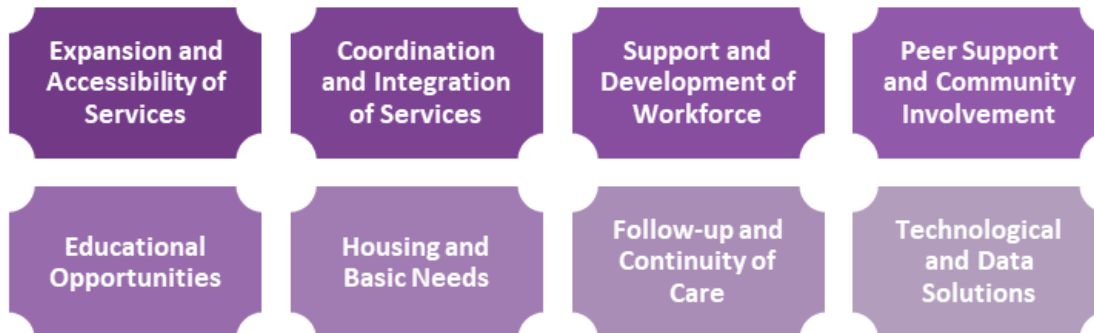 Expansion and
Accessibility of
Services
Coordination
and Integration
of Services
Support and
Development of
Workforce
Peer Support
and Community
Involvement
Educational
Opportunities
Housing and
Basic Needs
Follow-up and
Continuity of
Care
Technological
and Data
Solutions